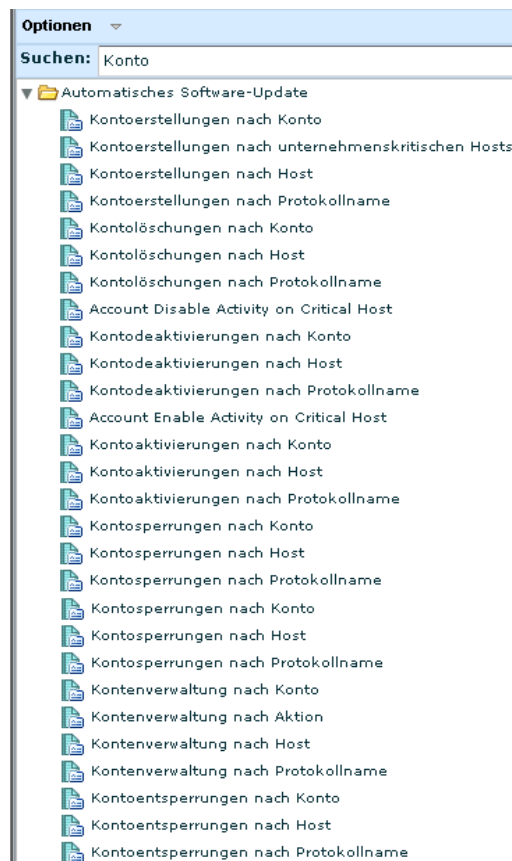 Optionen
Suchen: Konto
Automatisches Software-Update
Kontoerstellungen nach Konto
Kontoerstellungen nach unternehmenskritischen Hosts
Kontoerstellungen nach Host
Kontoerstellungen nach Protokollname
Kontolöschungen nach Konto
Kontolöschungen nach Host
Kontolöschungen nach Protokollname
Account Disable Activity on Critical Host
Kontodeaktivierungen nach Konto
Kontodeaktivierungen nach Host
Kontodeaktivierungen nach Protokollname
Account Enable Activity on Critical Host
Kontoaktivierungen nach Konto
Kontoaktivierungen nach Host
Kontoaktivierungen nach Protokollname
Kontosperrungen nach Konto
Kontosperrungen nach Host
Kontosperrungen nach Protokollname
Kontosperrungen nach Konto
Kontosperrungen nach Host
Kontosperrungen nach Protokollname
Kontenverwaltung nach Konto
Kontenverwaltung nach Aktion
Kontenverwaltung nach Host
Kontenverwaltung nach Protokollname
Kontoentsperrungen nach Konto
Kontoentsperrungen nach Host
Kontoentsperrungen nach Protokollname